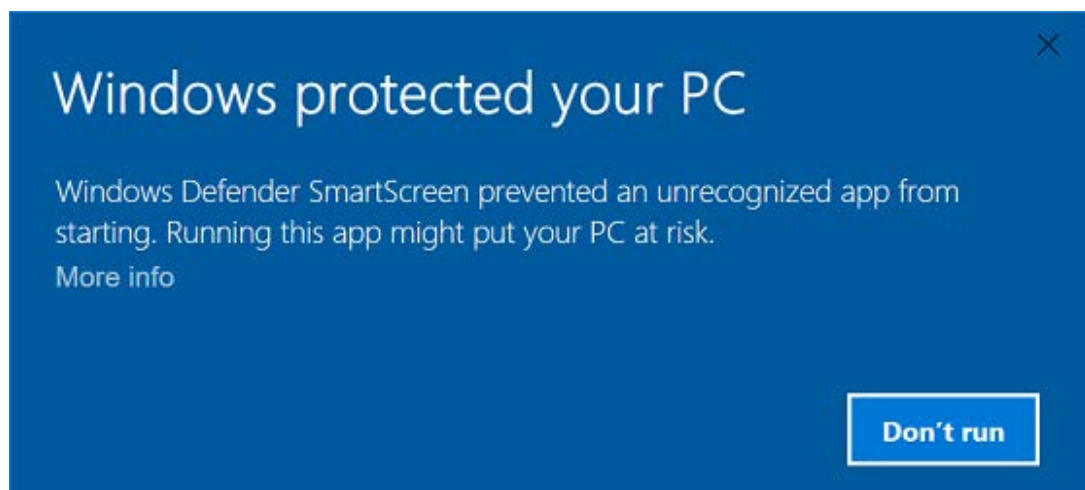 Windows protected your PC
Windows Defender SmartScreen prevented an unrecognized app from
starting. Running this app might put your PC at risk.
More info
Don't run